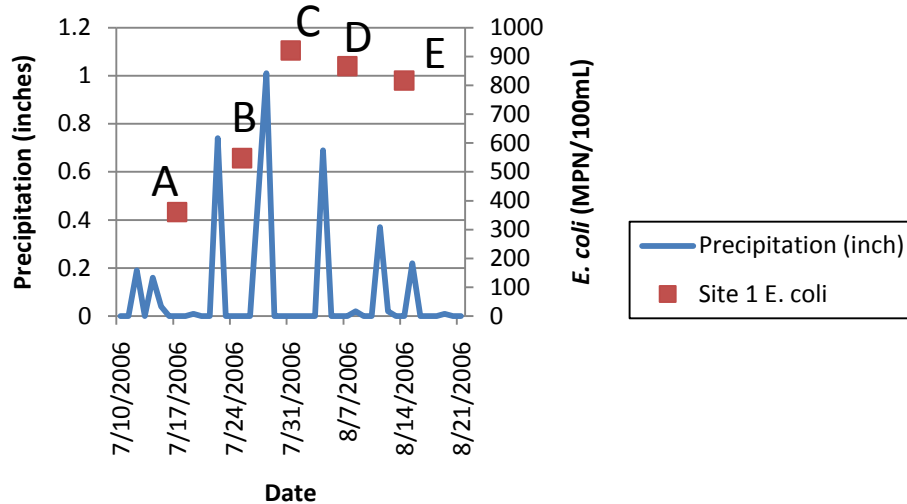 Precipitation (inches)
1.2
1
0.8
0.6
0.4
0.2
0
A
B
C
D
E
1000
900
800
700
600
500
400
300
200
100
0
E. coli (MPN/100mL)
7/10/2006
7/17/2006
7/24/2006
7/31/2006
8/7/2006
8/14/2006
8/21/2006
Date
Precipitation (inch)
Site 1 E. coli